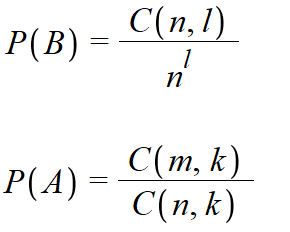 P(B) = C(n, l) / n^l
P(A) = C(m, k) / C(n, k)